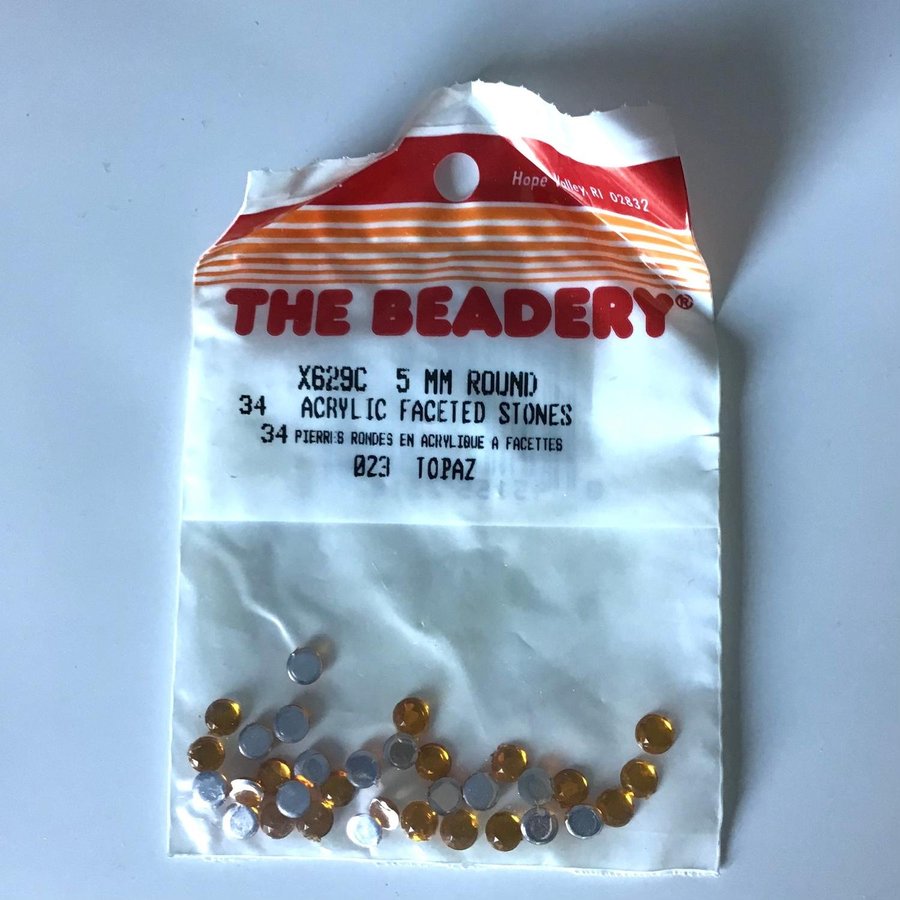 Hope Valley, RI 02832
THE BEADERY®
X629C 5 MM ROUND
34 ACRYLIC FACETED STONES
34 PIERRES RONDES EN ACRYLIQUE A FACETTES
023 TOPAZ